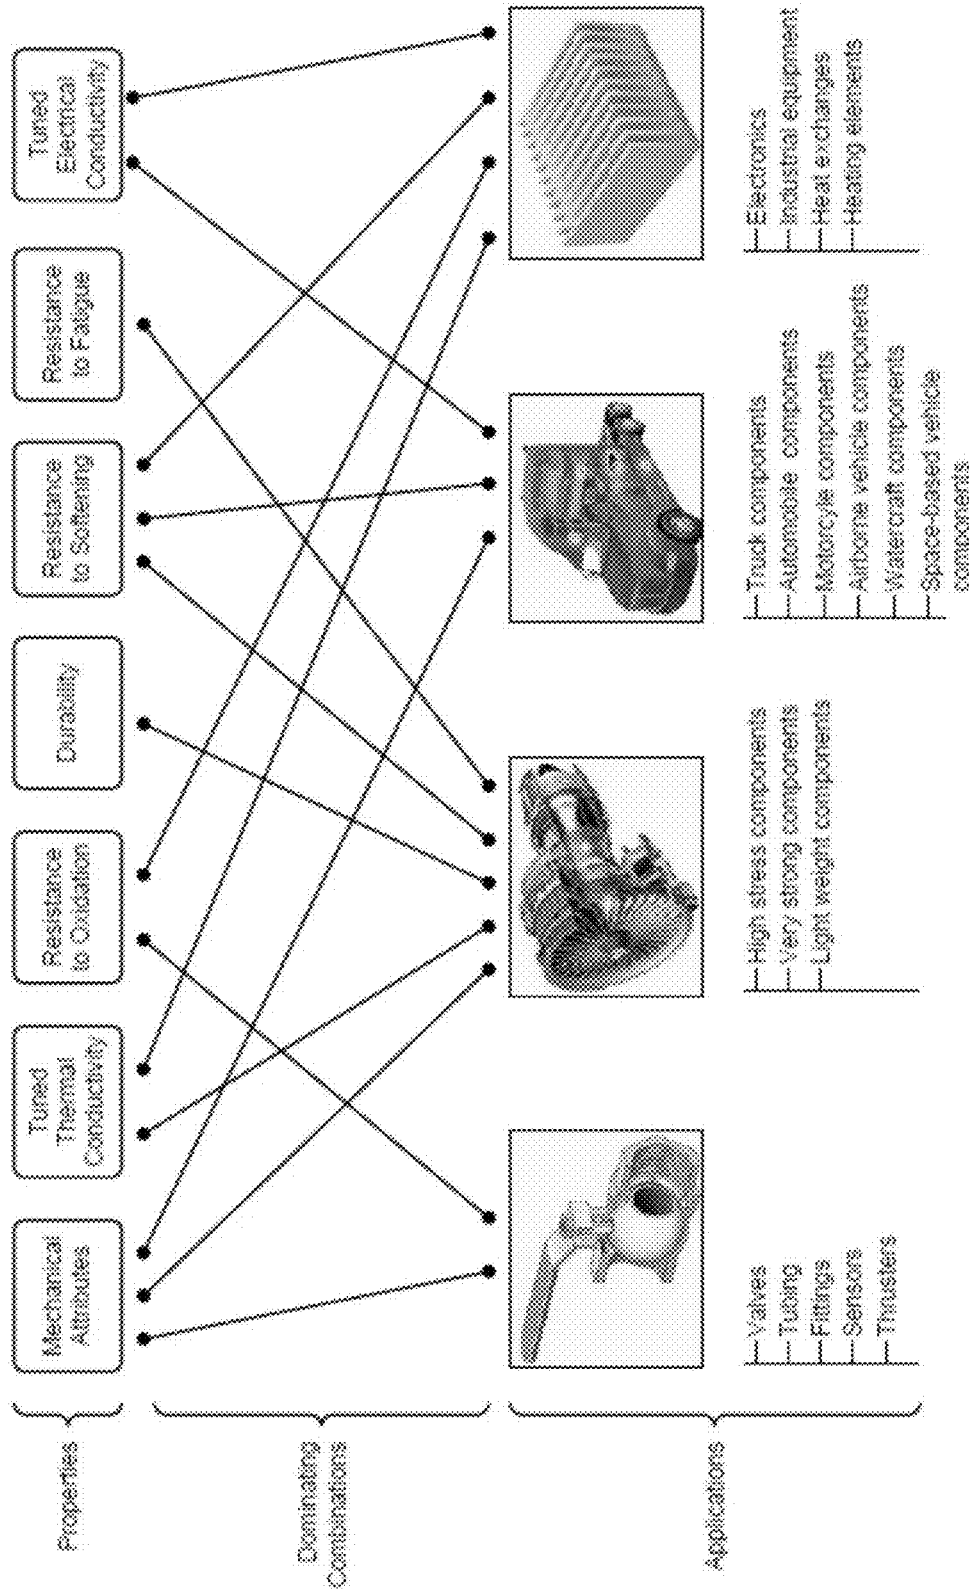 Properties
Mechanical
Attributes
Tuned
Thermal
Conductivity
Resistance
to Oxidation
Durability
Resistance
to Softening
Resistance
to Fatigue
Tuned
Electrical
Conductivity
Dominating
Combinations
Applications
Valves
Tubing
Fittings
Sensors
Thrusters
High stress components
Very strong components
Light weight components
Truck components
Automobile components
Motorcycle components
Airborne vehicle components
Watercraft components
Space-based vehicle
components
Electronics
Industrial equipment
Heat exchanges
Heating elements